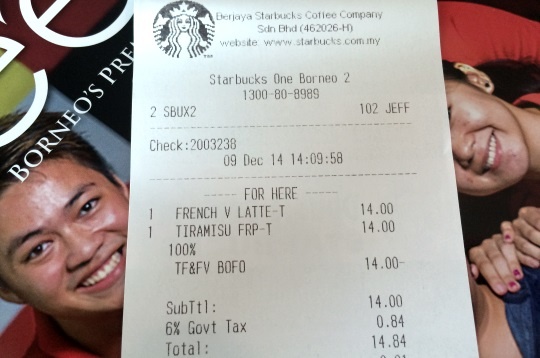 Berjaya Starbucks Coffee Company
Sdn Bhd (462026-H)
website: www.starbucks.com.my
Starbucks One Borneo 2
1300-80-8989
2 SBUX2 102 JEFF
Check:2003238
09 Dec 14 14:09:58
FOR HERE
1 FRENCH V LATTE-T 14.00
1 TIRAMISU FRP-T 14.00
100%
TF&FV BOFO 14.00-
SubTtl: 14.00
6% Govt Tax 0.84
Total: 14.84
BORNEO'S PRE